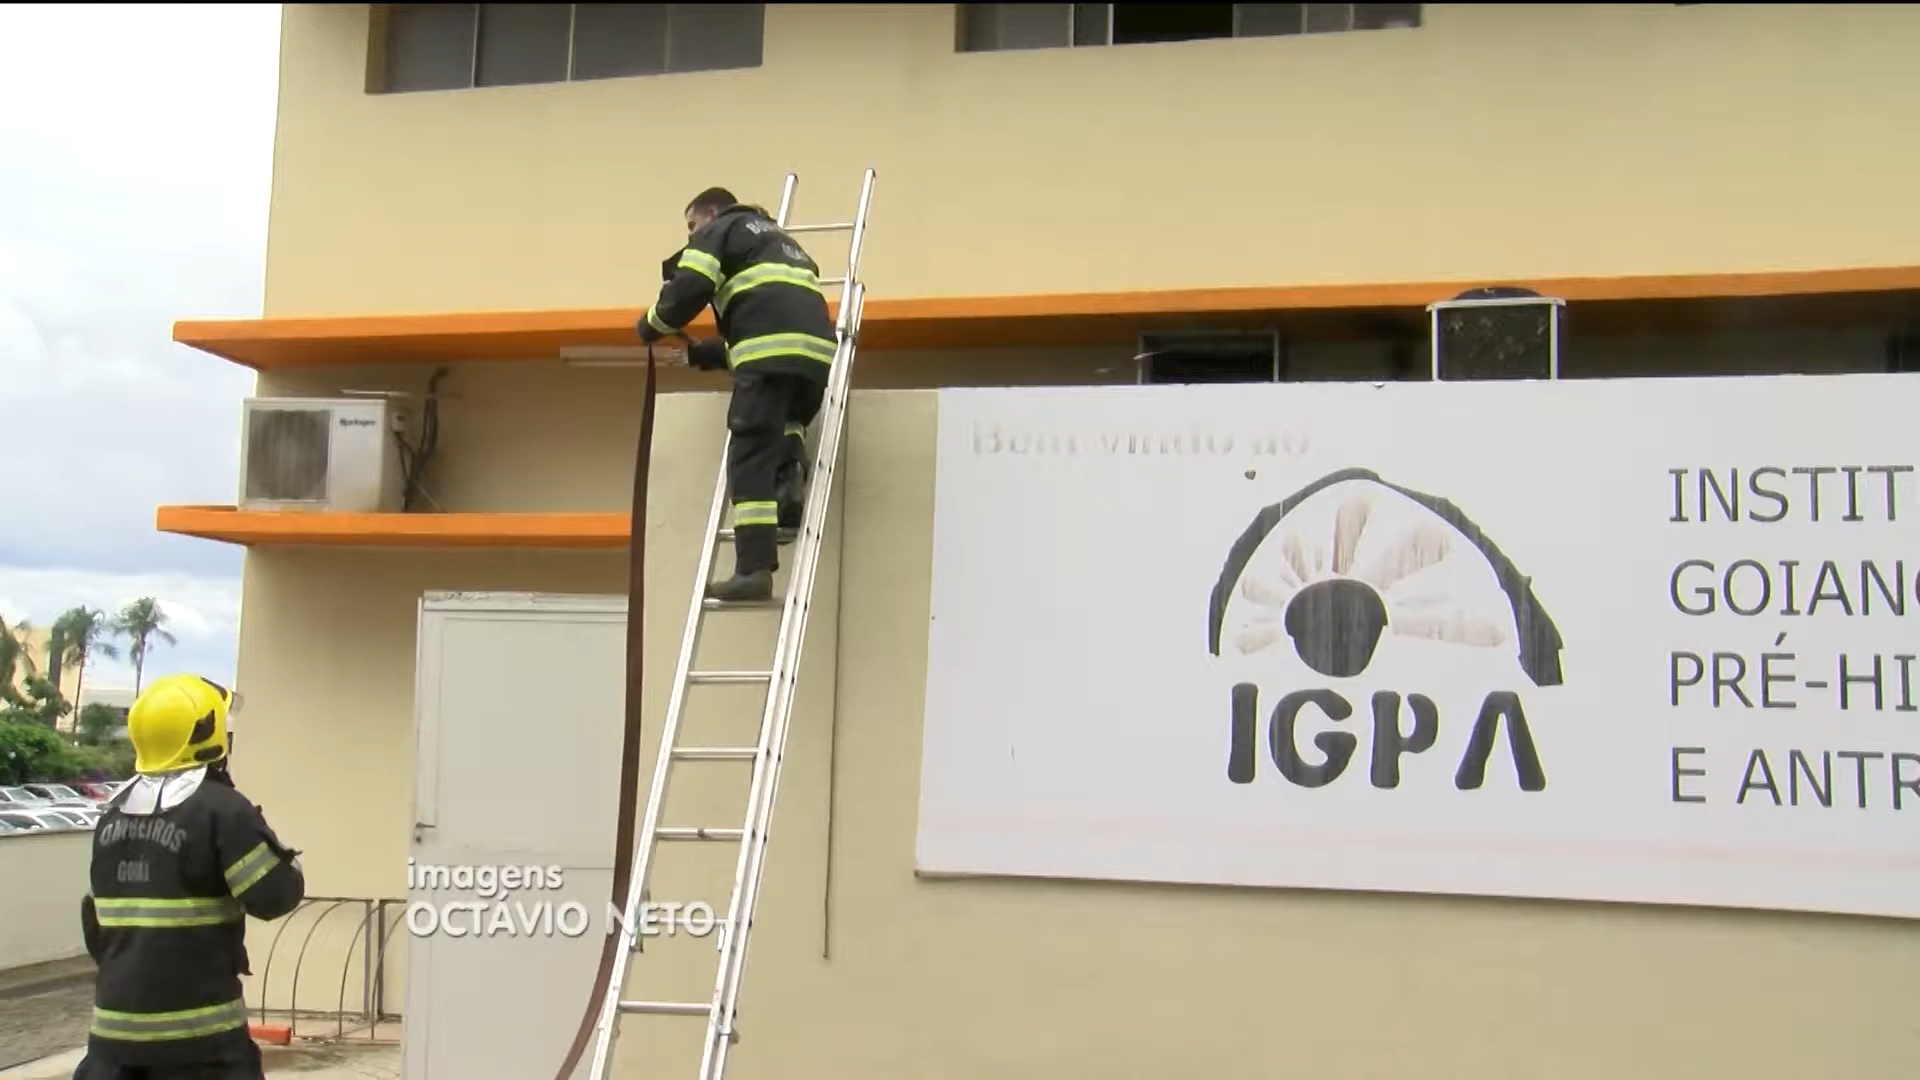 Bem-vindo ao
IGPA
INSTIT
GOIANO
PRÉ-HI
E ANTR
BOMBEIROS
GOIÁS
imagens
OCTÁVIO NETO